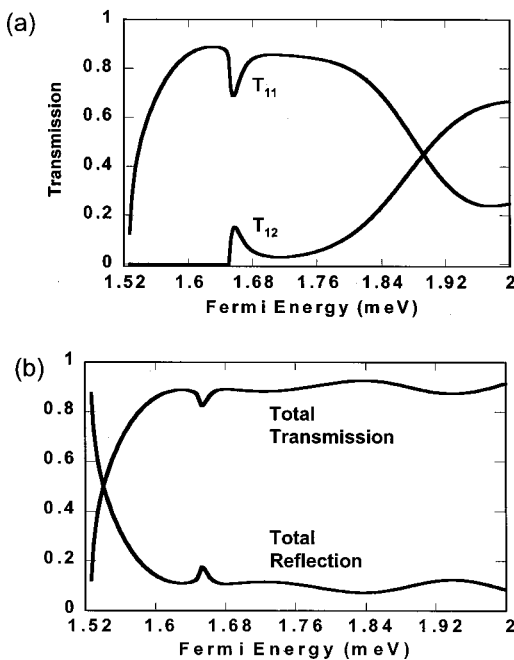 (a)
1
0.8
0.6
0.4
0.2
0
Transmission
T11
T12
1.52 1.6 1.68 1.76 1.84 1.92 2
Fermi Energy (meV)
(b)
1
0.8
0.6
0.4
0.2
0
Total
Transmission
Total
Reflection
1.52 1.6 1.68 1.76 1.84 1.92 2
Fermi Energy (meV)